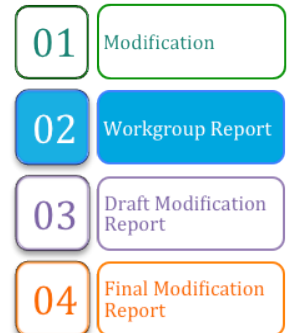 01 Modification
02 Workgroup Report
03 Draft Modification
Report
04 Final Modification
Report